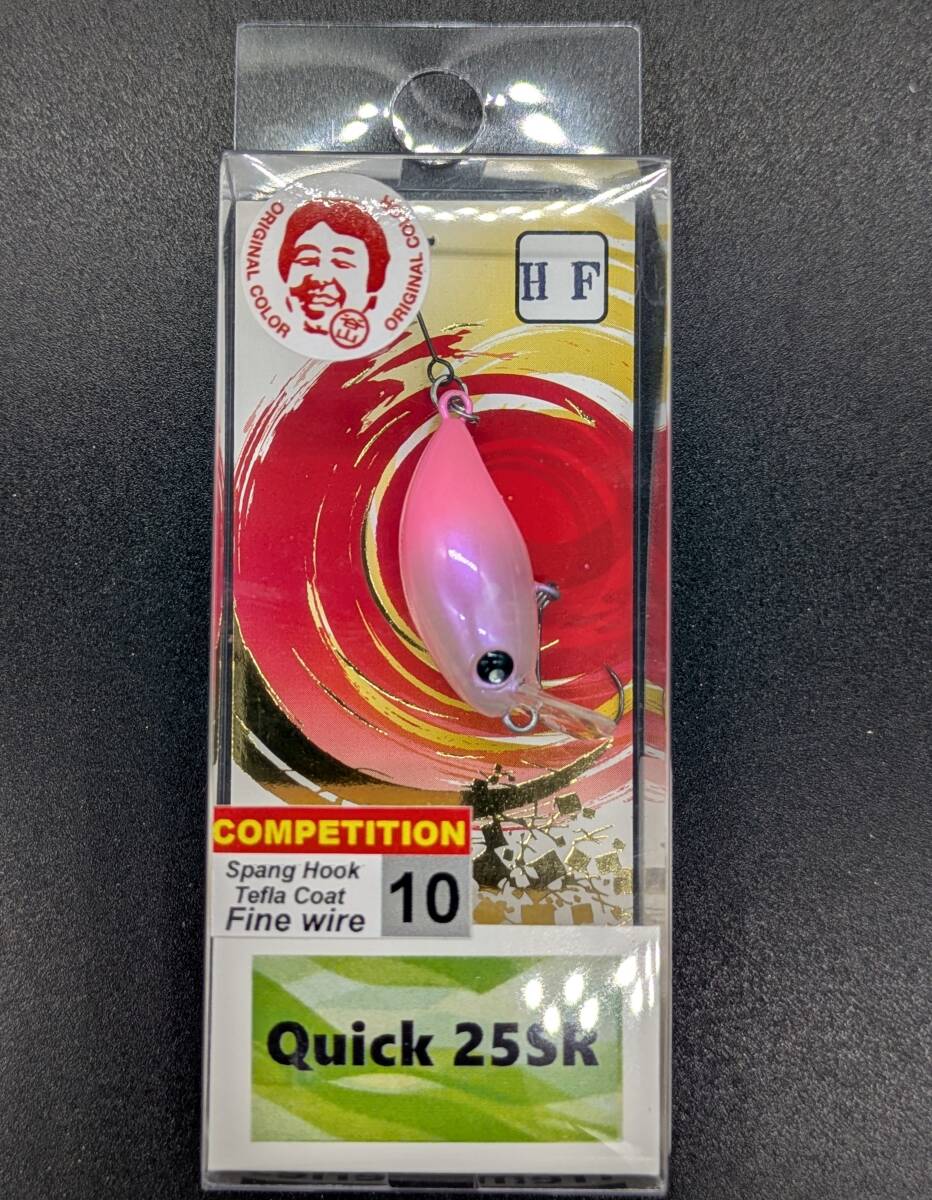 ORIGINAL COLOR
ORIGINAL COLOR
H F
COMPETITION
Spang Hook
Tefla Coat
Fine wire
10
Quick 25SR